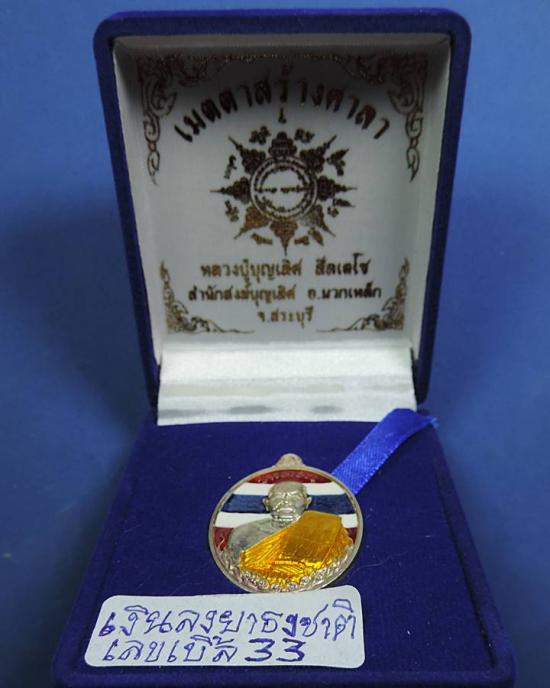 เมตตาสร้างศาลา
หลวงปู่บุญเลิศ สีลเตโช
สำนักสงฆ์บุญเลิศ อ.มวกเหล็ก
จ.สระบุรี
เงินลงยาธงชาติ
เลขเบิ้ล 33